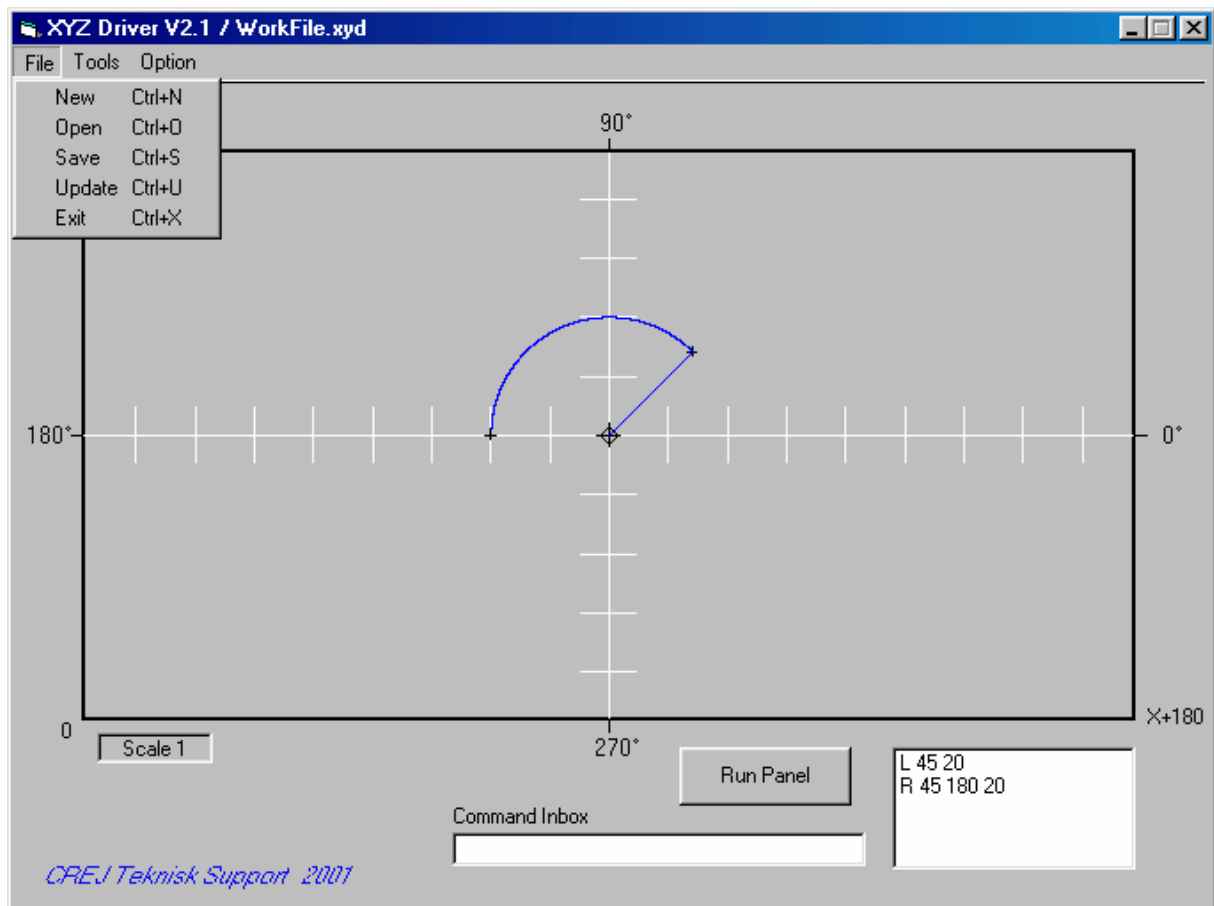 XYZ Driver V2.1 / WorkFile.xyd
File Tools Option
New Ctrl+N
Open Ctrl+O
Save Ctrl+S
Update Ctrl+U
Exit Ctrl+X
90°
180°
0°
0
X+180
Scale 1
270°
Run Panel
L 45 20
R 45 180 20
Command Inbox
CREJ Teknisk Support 2001